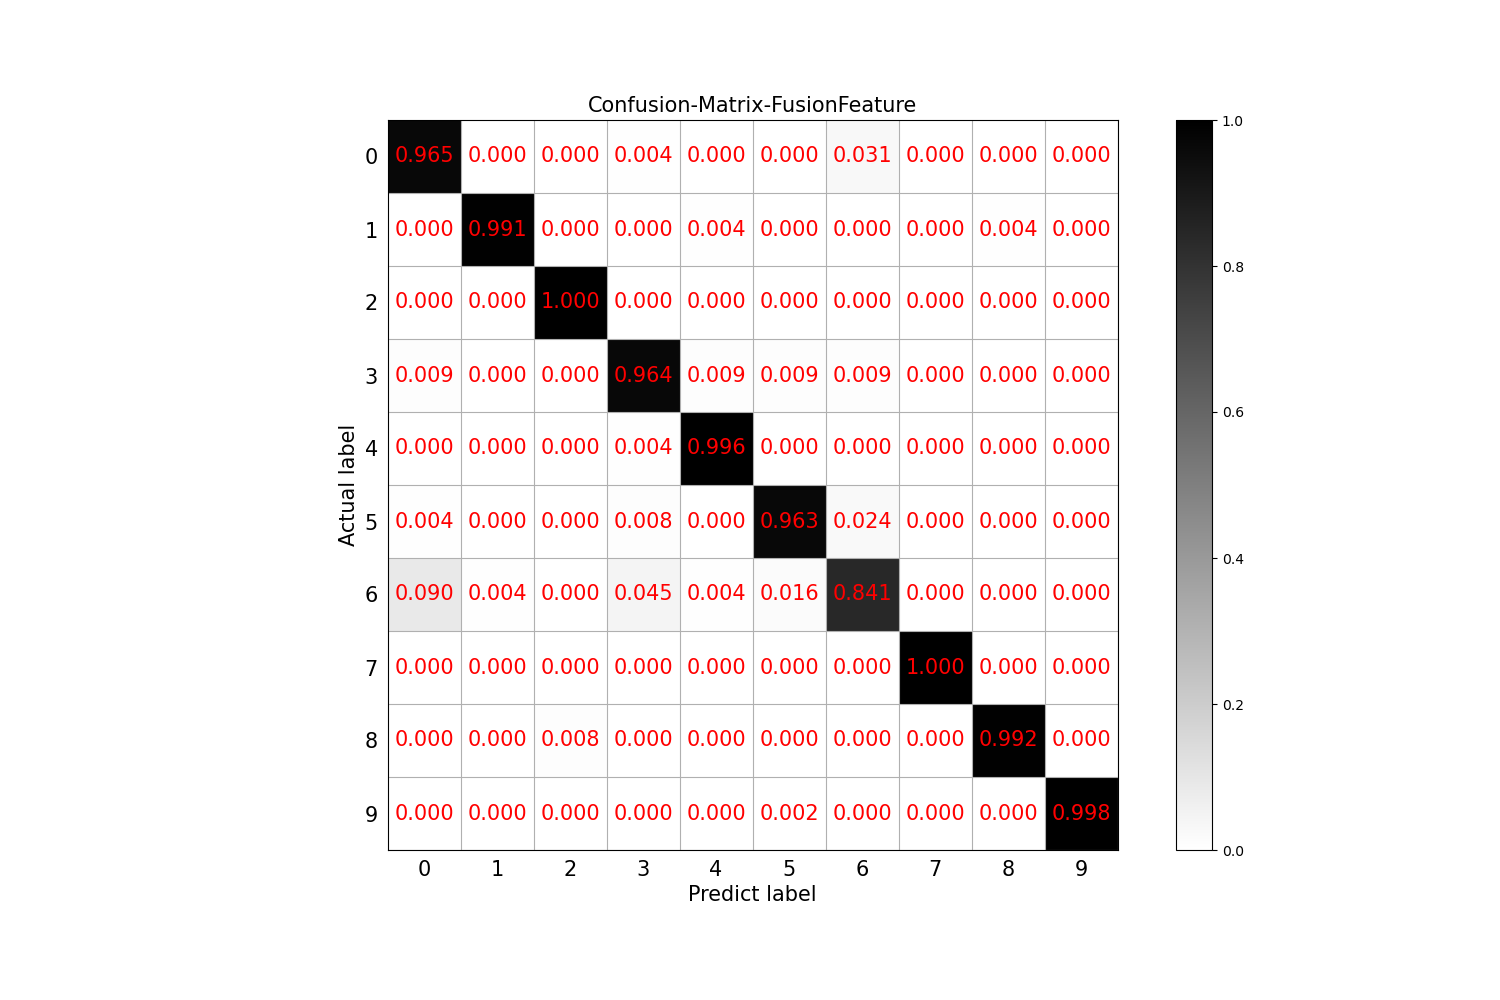 Confusion-Matrix-FusionFeature
0 0.965 0.000 0.000 0.004 0.000 0.000 0.031 0.000 0.000 0.000
1 0.000 0.991 0.000 0.000 0.004 0.000 0.000 0.000 0.004 0.000
2 0.000 0.000 1.000 0.000 0.000 0.000 0.000 0.000 0.000 0.000
3 0.009 0.000 0.000 0.964 0.009 0.009 0.009 0.000 0.000 0.000
4 0.000 0.000 0.000 0.004 0.996 0.000 0.000 0.000 0.000 0.000
5 0.004 0.000 0.000 0.008 0.000 0.963 0.024 0.000 0.000 0.000
6 0.090 0.004 0.000 0.045 0.004 0.016 0.841 0.000 0.000 0.000
7 0.000 0.000 0.000 0.000 0.000 0.000 0.000 1.000 0.000 0.000
8 0.000 0.000 0.008 0.000 0.000 0.000 0.000 0.000 0.992 0.000
9 0.000 0.000 0.000 0.000 0.000 0.002 0.000 0.000 0.000 0.998
0 1 2 3 4 5 6 7 8 9
Predict label
Actual label
1.0
0.8
0.6
0.4
0.2
0.0